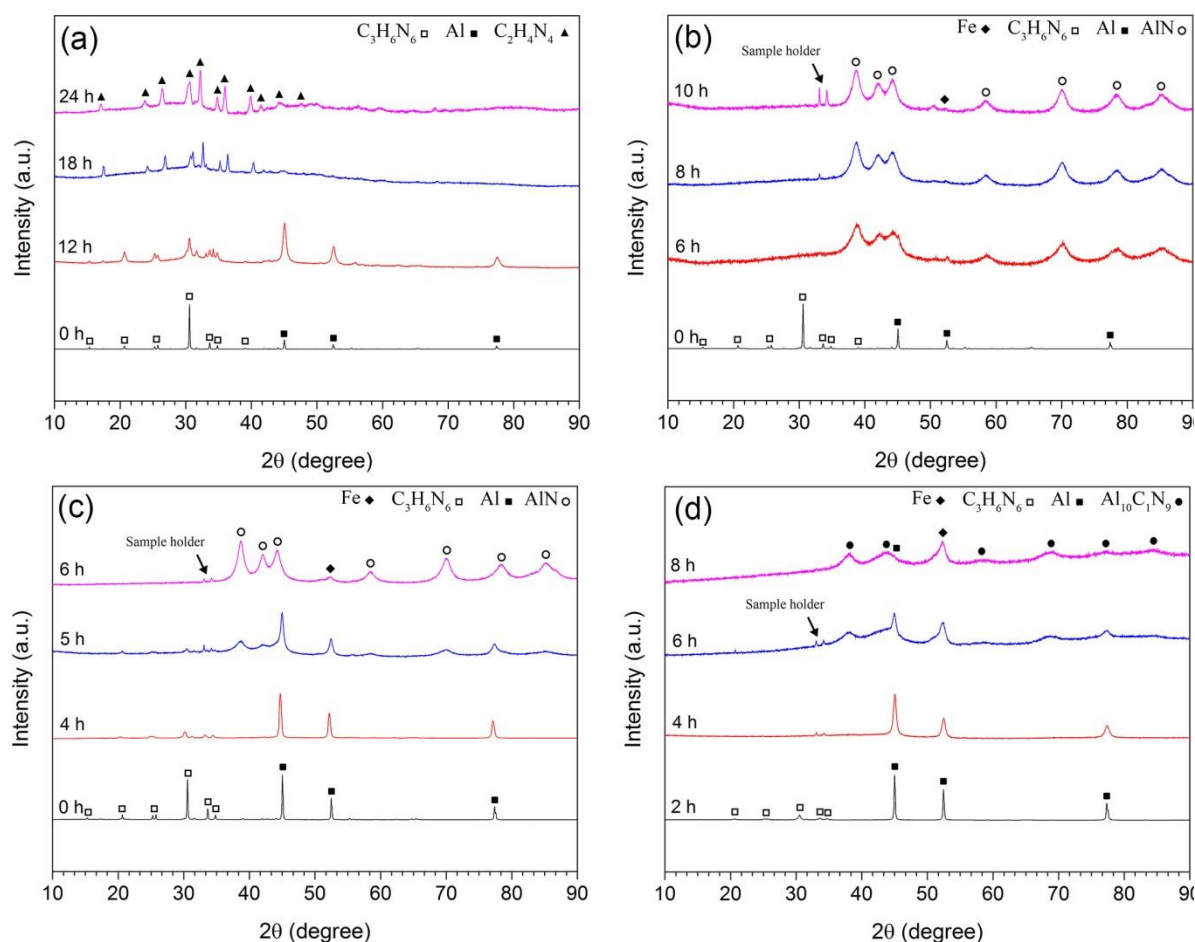 (a)
C₃H₆N₆ □ Al ■ C₂H₄N₄ ▲
24 h
18 h
12 h
0 h
Intensity (a.u.)
10 20 30 40 50 60 70 80 90
2θ (degree)
(b)
Fe ◆ C₃H₆N₆ □ Al ■ AlN ○
Sample holder
10 h
8 h
6 h
0 h
Intensity (a.u.)
10 20 30 40 50 60 70 80 90
2θ (degree)
(c)
Fe ◆ C₃H₆N₆ □ Al ■ AlN ○
Sample holder
6 h
5 h
4 h
0 h
Intensity (a.u.)
10 20 30 40 50 60 70 80 90
2θ (degree)
(d)
Fe ◆ C₃H₆N₆ □ Al ■ Al₁₀C₁N₉ ●
8 h
Sample holder
6 h
4 h
2 h
Intensity (a.u.)
10 20 30 40 50 60 70 80 90
2θ (degree)